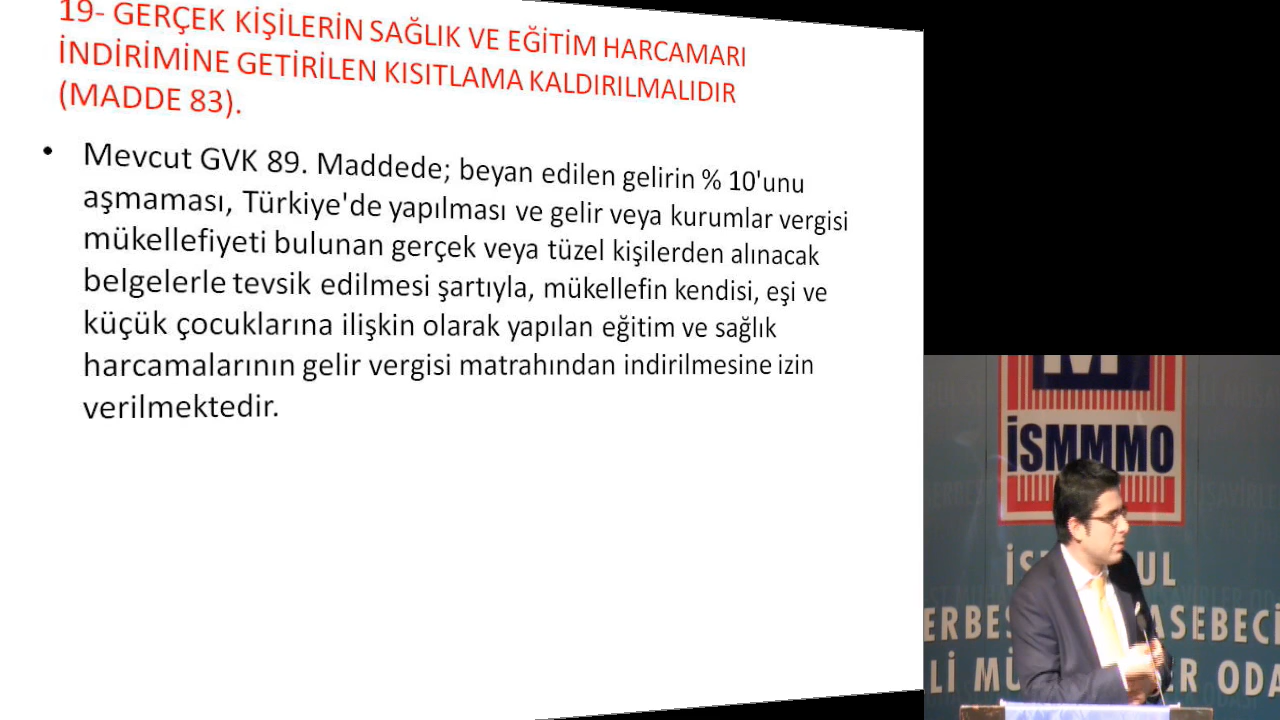 19- GERÇEK KİŞİLERİN SAĞLIK VE EĞİTİM HARCAMARI
İNDİRİMİNE GETİRİLEN KISITLAMA KALDIRILMALIDIR
(MADDE 83).
• Mevcut GVK 89. Maddede; beyan edilen gelirin % 10'unu
aşmaması, Türkiye'de yapılması ve gelir veya kurumlar vergisi
mükellefiyeti bulunan gerçek veya tüzel kişilerden alınacak
belgelerle tevsik edilmesi şartıyla, mükellefin kendisi, eşi ve
küçük çocuklarına ilişkin olarak yapılan eğitim ve sağlık
harcamalarının gelir vergisi matrahından indirilmesine izin
verilmektedir.
İSMMMO